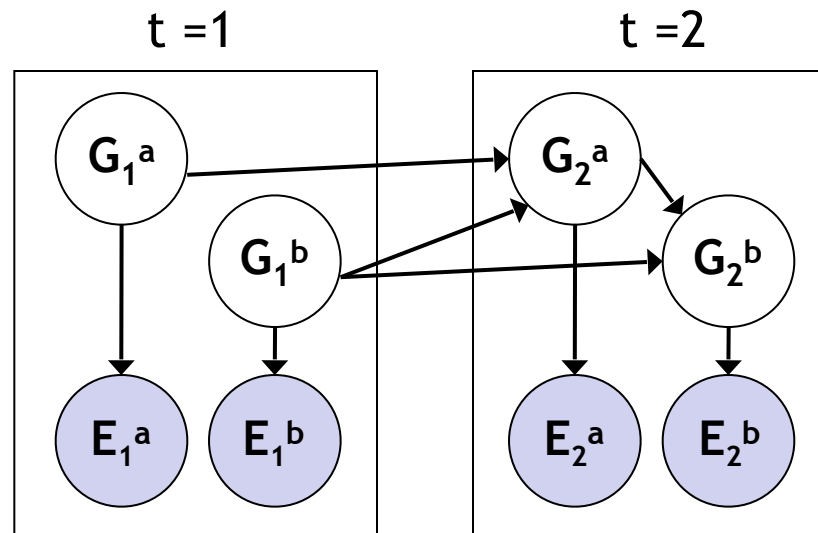 t =1
t =2
G₁ᵃ
G₂ᵃ
G₁ᵇ
G₂ᵇ
E₁ᵃ
E₁ᵇ
E₂ᵃ
E₂ᵇ